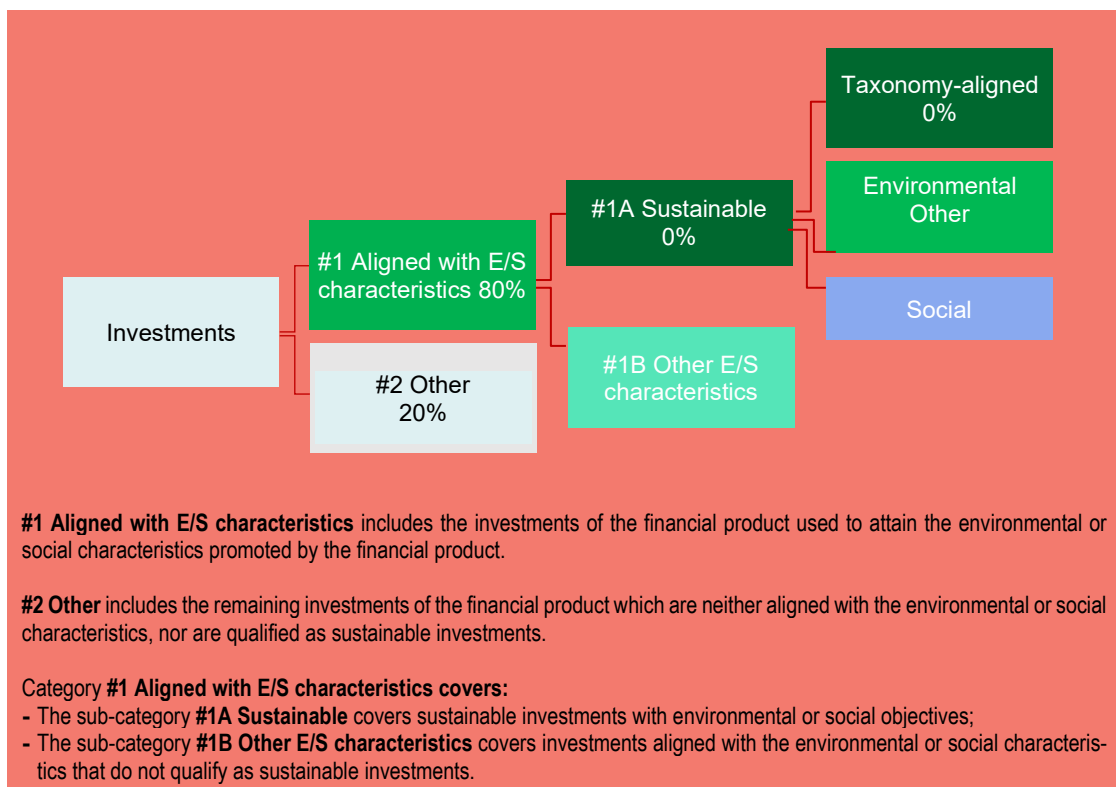 Taxonomy-aligned
0%
Environmental
Other
#1A Sustainable
0%
#1 Aligned with E/S
characteristics 80%
Social
Investments
#1B Other E/S
characteristics
#2 Other
20%
#1 Aligned with E/S characteristics includes the investments of the financial product used to attain the environmental or
social characteristics promoted by the financial product.
#2 Other includes the remaining investments of the financial product which are neither aligned with the environmental or social
characteristics, nor are qualified as sustainable investments.
Category #1 Aligned with E/S characteristics covers:
- The sub-category #1A Sustainable covers sustainable investments with environmental or social objectives;
- The sub-category #1B Other E/S characteristics covers investments aligned with the environmental or social characteris-
tics that do not qualify as sustainable investments.